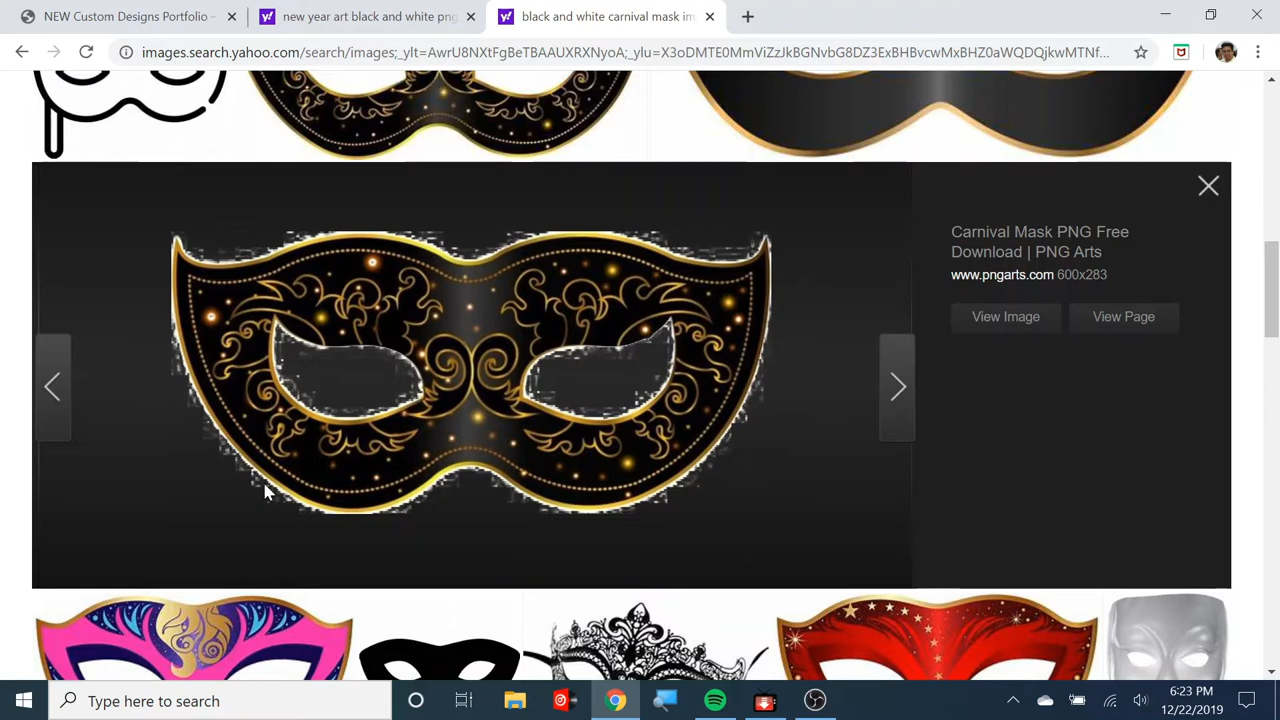 NEW Custom Designs Portfolio –
new year art black and white png
black and white carnival mask im
images.search.yahoo.com/search/images;_ylt=AwrU8NXtFgBeTBAAUXRXNyoA;_ylu=X3oDMTE0MmViZzJkBGNvbG8DZ3ExBHBvcwMxBHZ0aWQDQjkwMTNf...
Carnival Mask PNG Free
Download | PNG Arts
www.pngarts.com 600x283
View Image
View Page
Type here to search
6:23 PM
12/22/2019